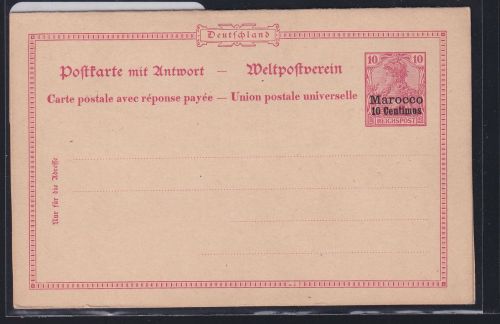 Deutschland
Postkarte mit Antwort — Weltpostverein
Carte postale avec réponse payée — Union postale universelle
10 10
Marocco
10 Centimos
REICHSPOST
Nur für die Adresse